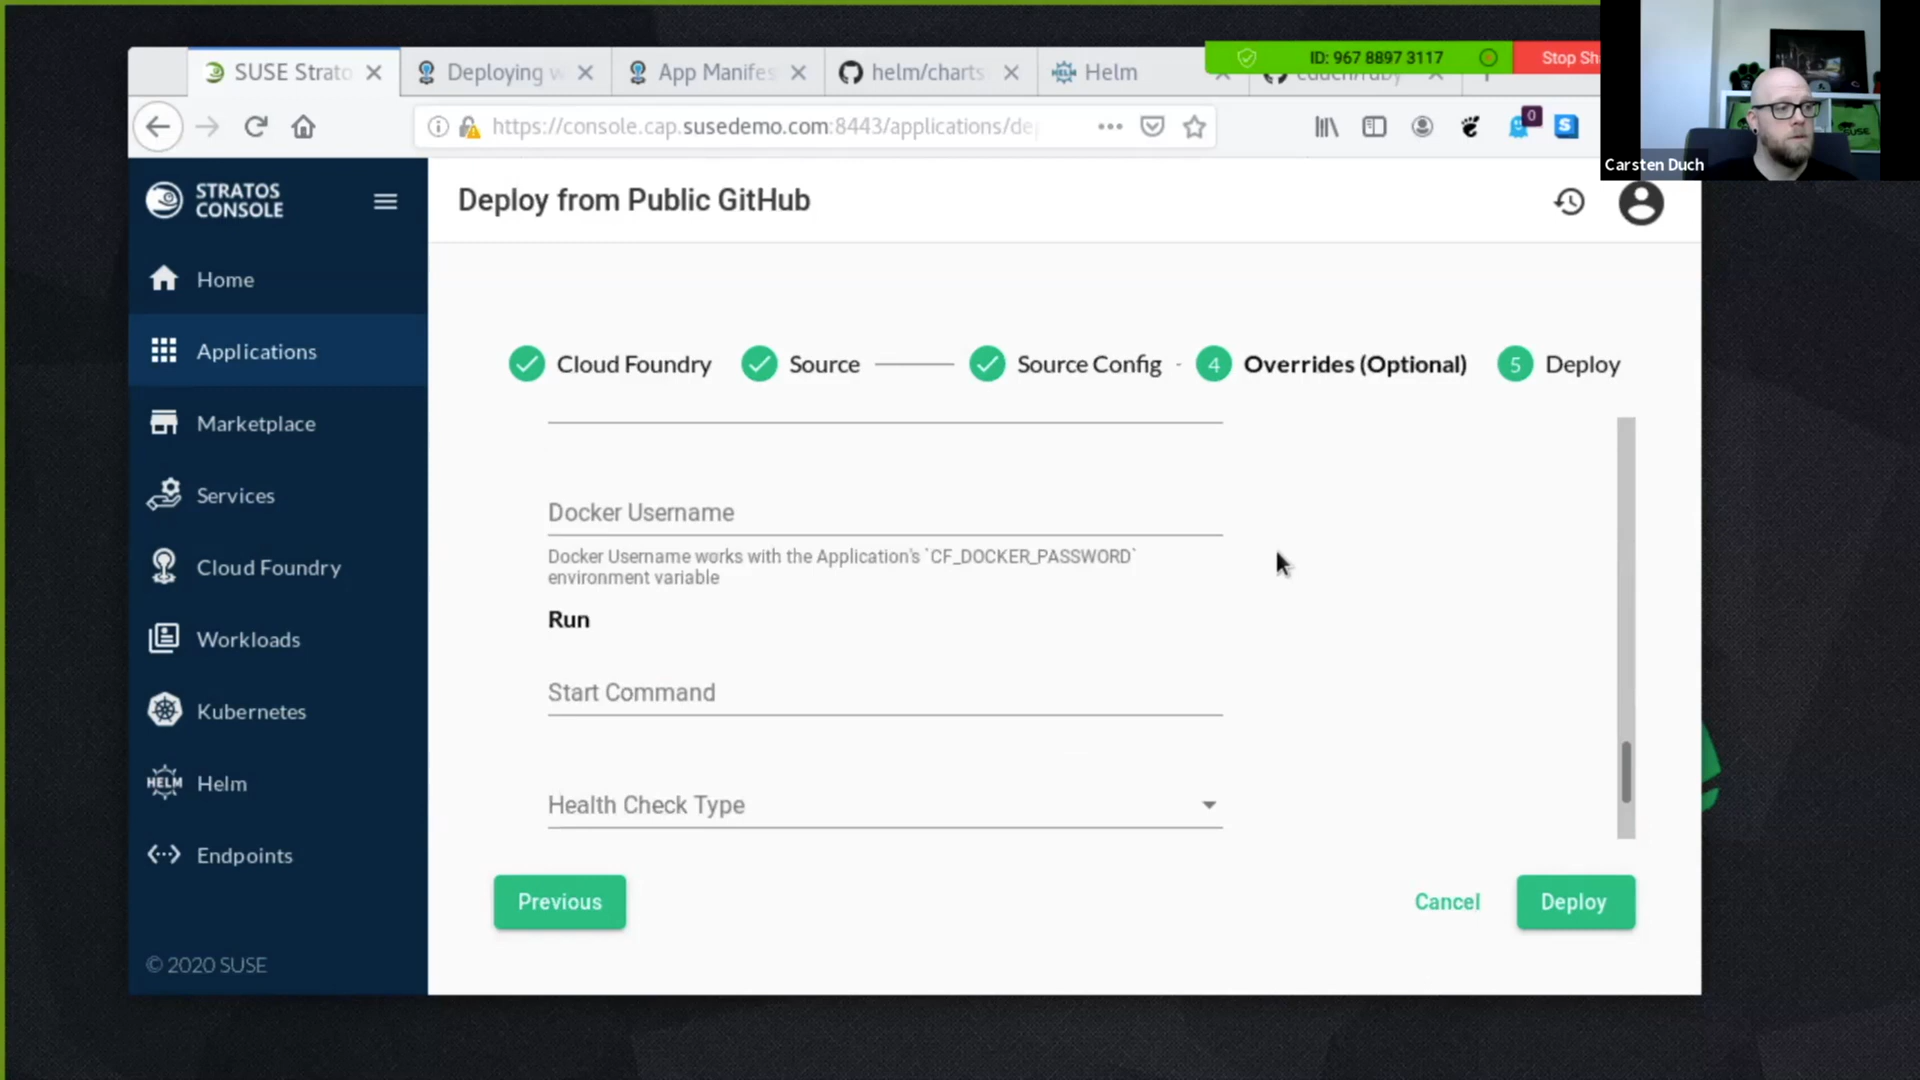 SUSE Strato
Deploying w
App Manifes
helm/charts
Helm
ID: 967 8897 3117
Stop Sh
https://console.cap.susedemo.com:8443/applications/de
0
S
Carsten Duch
STRATOS
CONSOLE
Deploy from Public GitHub
Home
Applications
Marketplace
Services
Cloud Foundry
Workloads
Kubernetes
HELM
Helm
Endpoints
© 2020 SUSE
Cloud Foundry
Source
Source Config
4
Overrides (Optional)
5
Deploy
Docker Username
Docker Username works with the Application's `CF_DOCKER_PASSWORD`
environment variable
Run
Start Command
Health Check Type
Previous
Cancel
Deploy